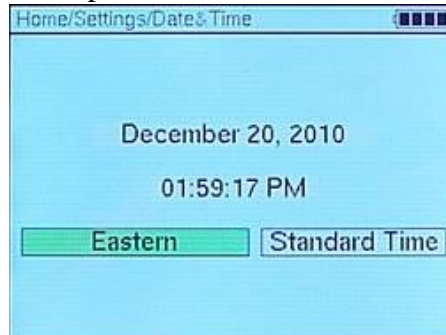 Home/Settings/Date&Time
December 20, 2010
01:59:17 PM
Eastern
Standard Time